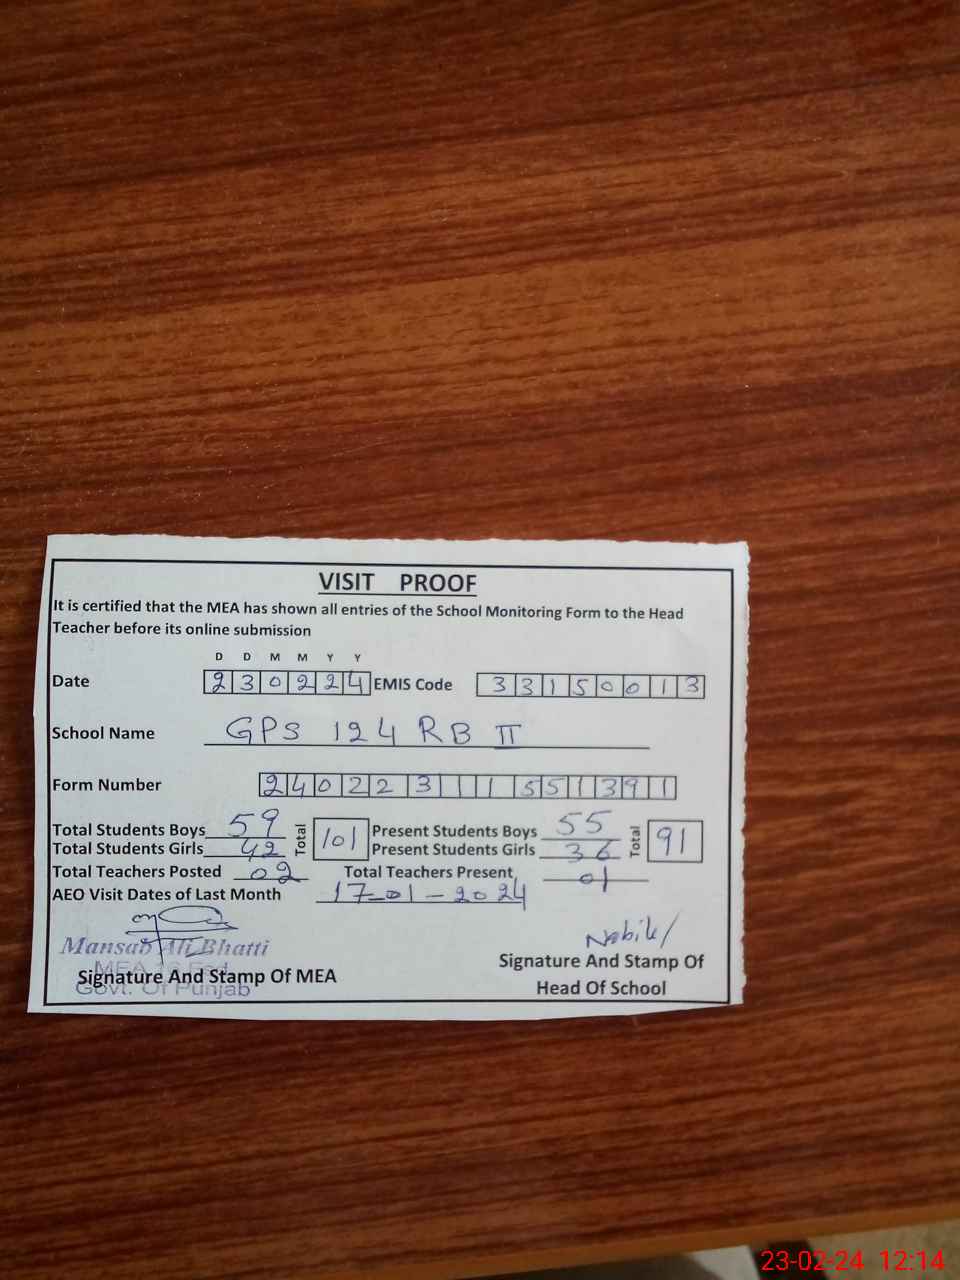 VISIT PROOF
It is certified that the MEA has shown all entries of the School Monitoring Form to the Head
Teacher before its online submission
D D M M Y Y
Date 230224 EMIS Code 33150013
School Name GPS 124 RB II
Form Number 240223111551391
Total Students Boys 59 Total 101 Present Students Boys 55 Total 91
Total Students Girls 42 Present Students Girls 36
Total Teachers Posted 02 Total Teachers Present 01
AEO Visit Dates of Last Month 17-01-2024
Mansab Ali Bhatti
Signature And Stamp Of MEA
Govt. Of Punjab
Nabila
Signature And Stamp Of
Head Of School
23-02-24 12:14